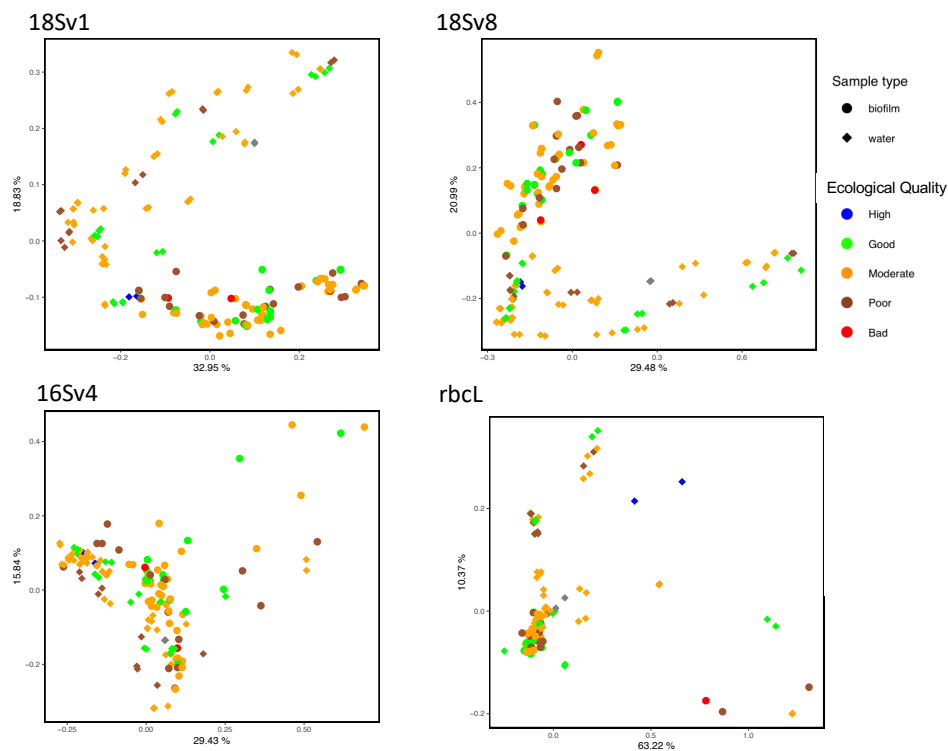 18Sv1
0.3
0.2
0.1
0.0
-0.1
18.83 %
-0.2
0.0
0.2
32.95 %
18Sv8
0.4
0.2
0.0
-0.2
20.99 %
-0.3
0.0
0.3
0.6
29.48 %
Sample type
biofilm
water
Ecological Quality
High
Good
Moderate
Poor
Bad
16Sv4
0.4
0.2
0.0
-0.2
15.84 %
-0.25
0.00
0.25
0.50
29.43 %
rbcL
0.2
0.0
-0.2
10.37 %
0.0
0.5
1.0
63.22 %